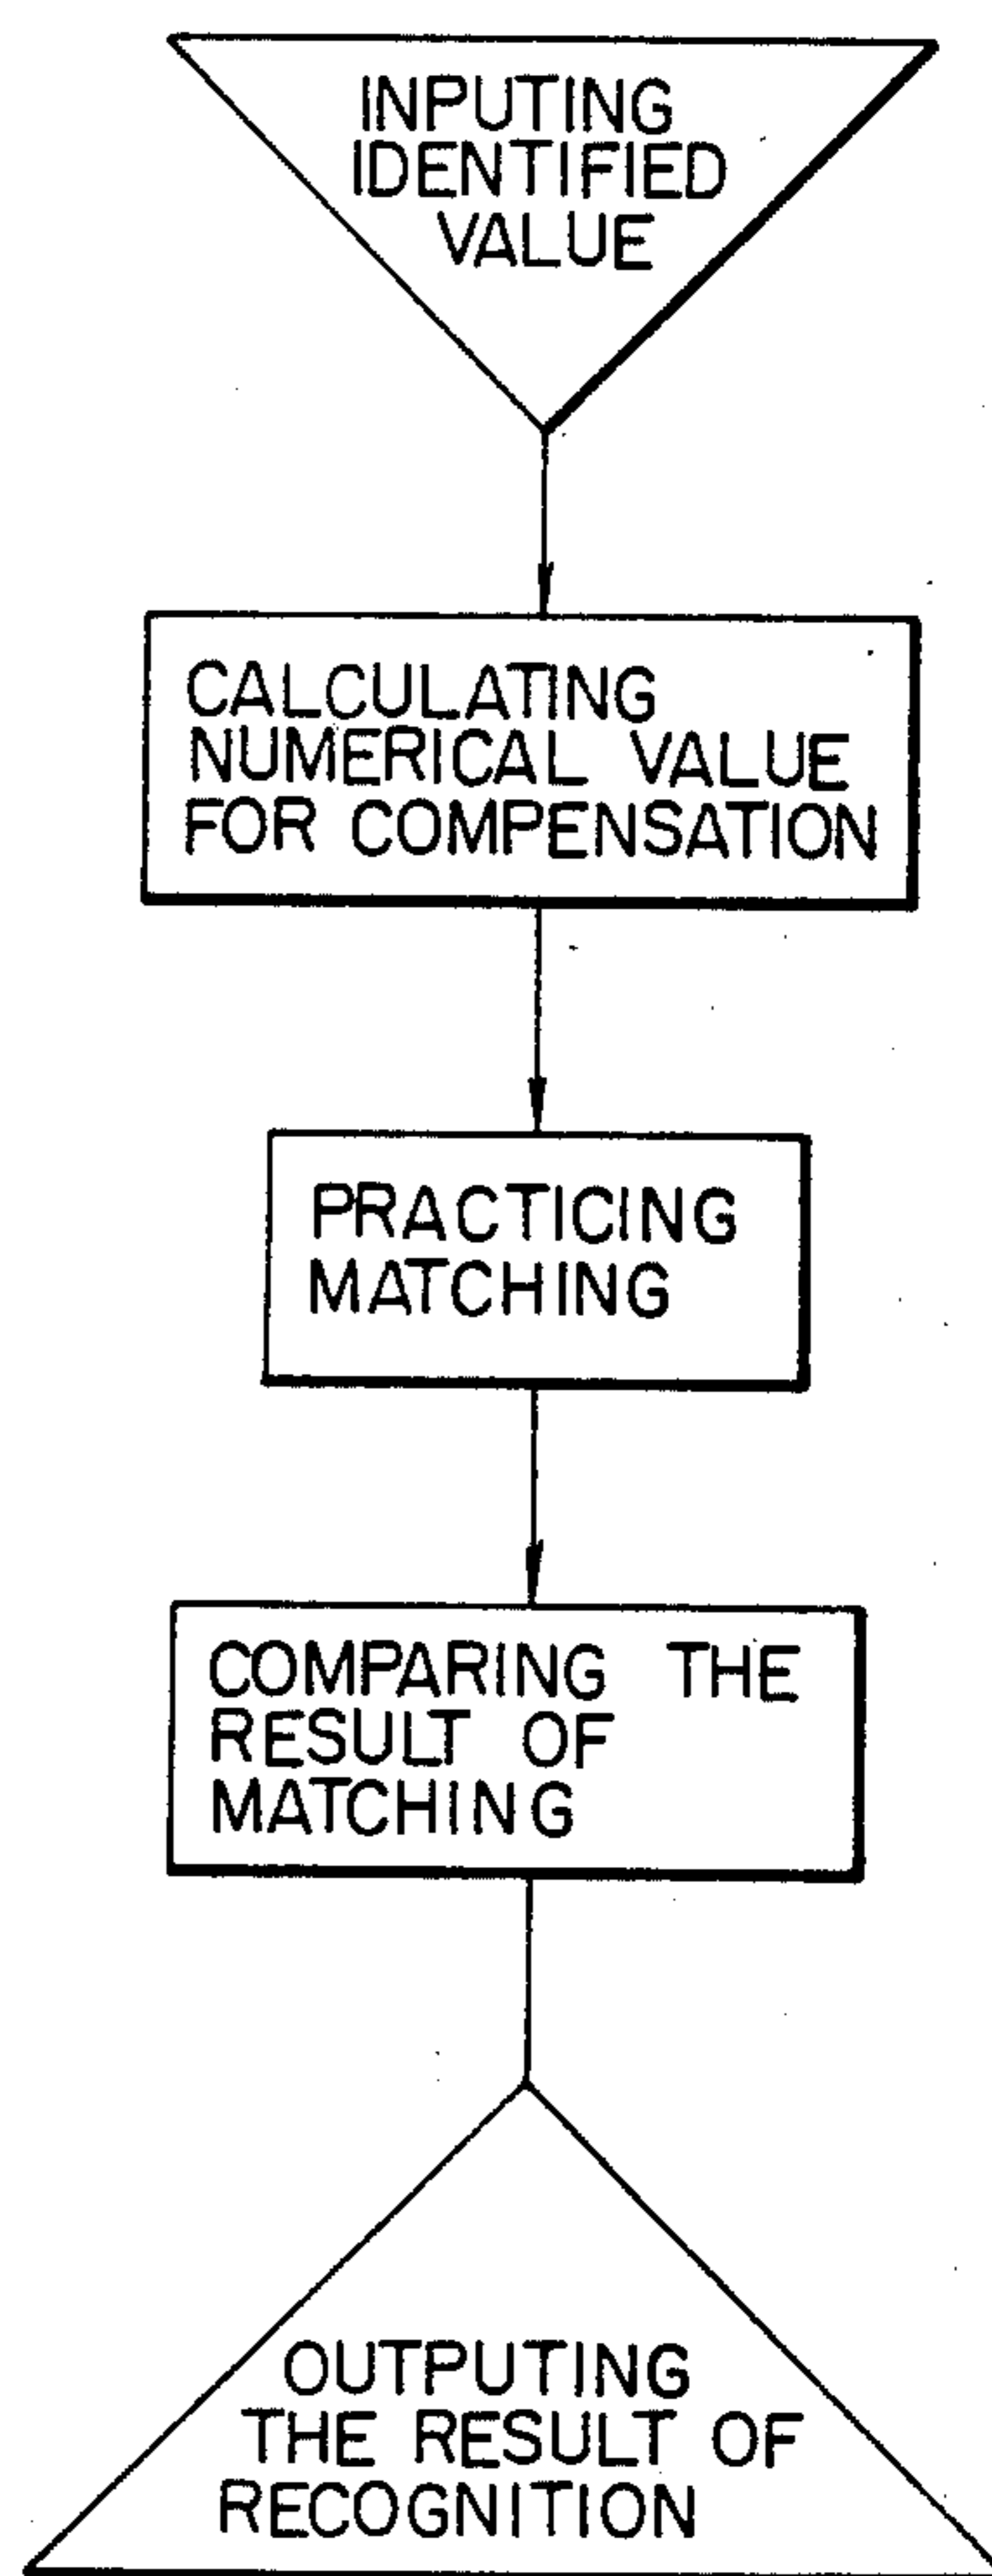 INPUTING
IDENTIFIED
VALUE
CALCULATING
NUMERICAL VALUE
FOR COMPENSATION
PRACTICING
MATCHING
COMPARING THE
RESULT OF
MATCHING
OUTPUTING
THE RESULT OF
RECOGNITION